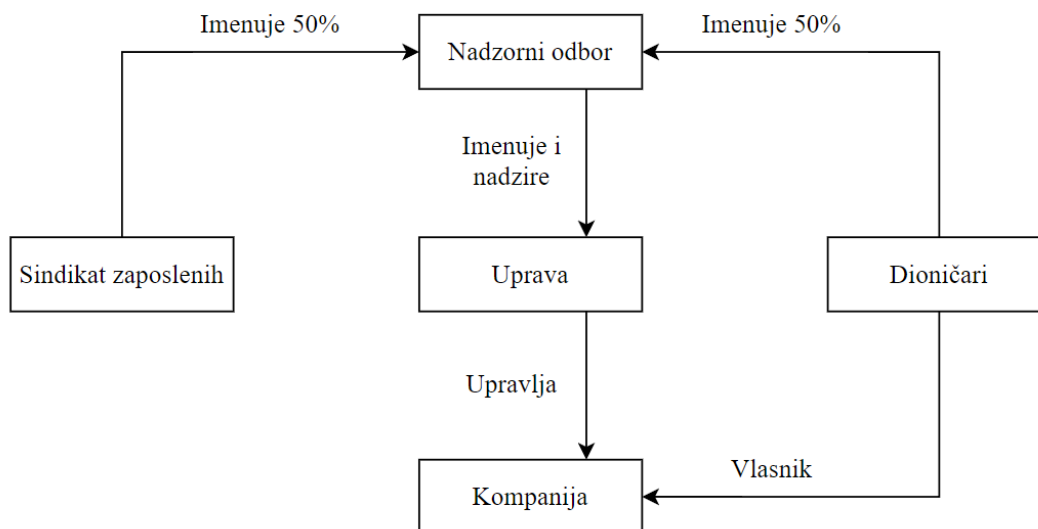 Imenuje 50%
Imenuje 50%
Nadzorni odbor
Imenuje i
nadzire
Sindikat zaposlenih
Uprava
Dioničari
Upravlja
Vlasnik
Kompanija